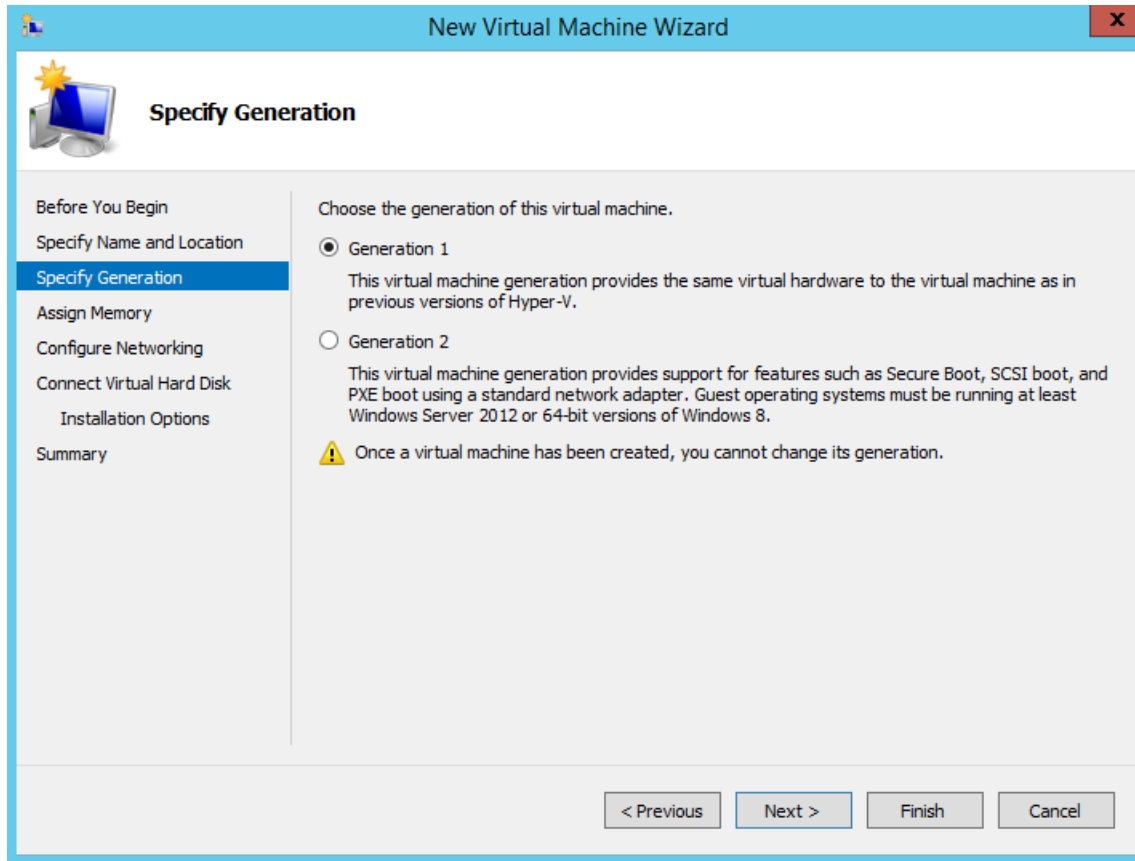 New Virtual Machine Wizard
x
Specify Generation
Before You Begin
Specify Name and Location
Specify Generation
Assign Memory
Configure Networking
Connect Virtual Hard Disk
Installation Options
Summary
Choose the generation of this virtual machine.
Generation 1
This virtual machine generation provides the same virtual hardware to the virtual machine as in
previous versions of Hyper-V.
Generation 2
This virtual machine generation provides support for features such as Secure Boot, SCSI boot, and
PXE boot using a standard network adapter. Guest operating systems must be running at least
Windows Server 2012 or 64-bit versions of Windows 8.
Once a virtual machine has been created, you cannot change its generation.
< Previous
Next >
Finish
Cancel